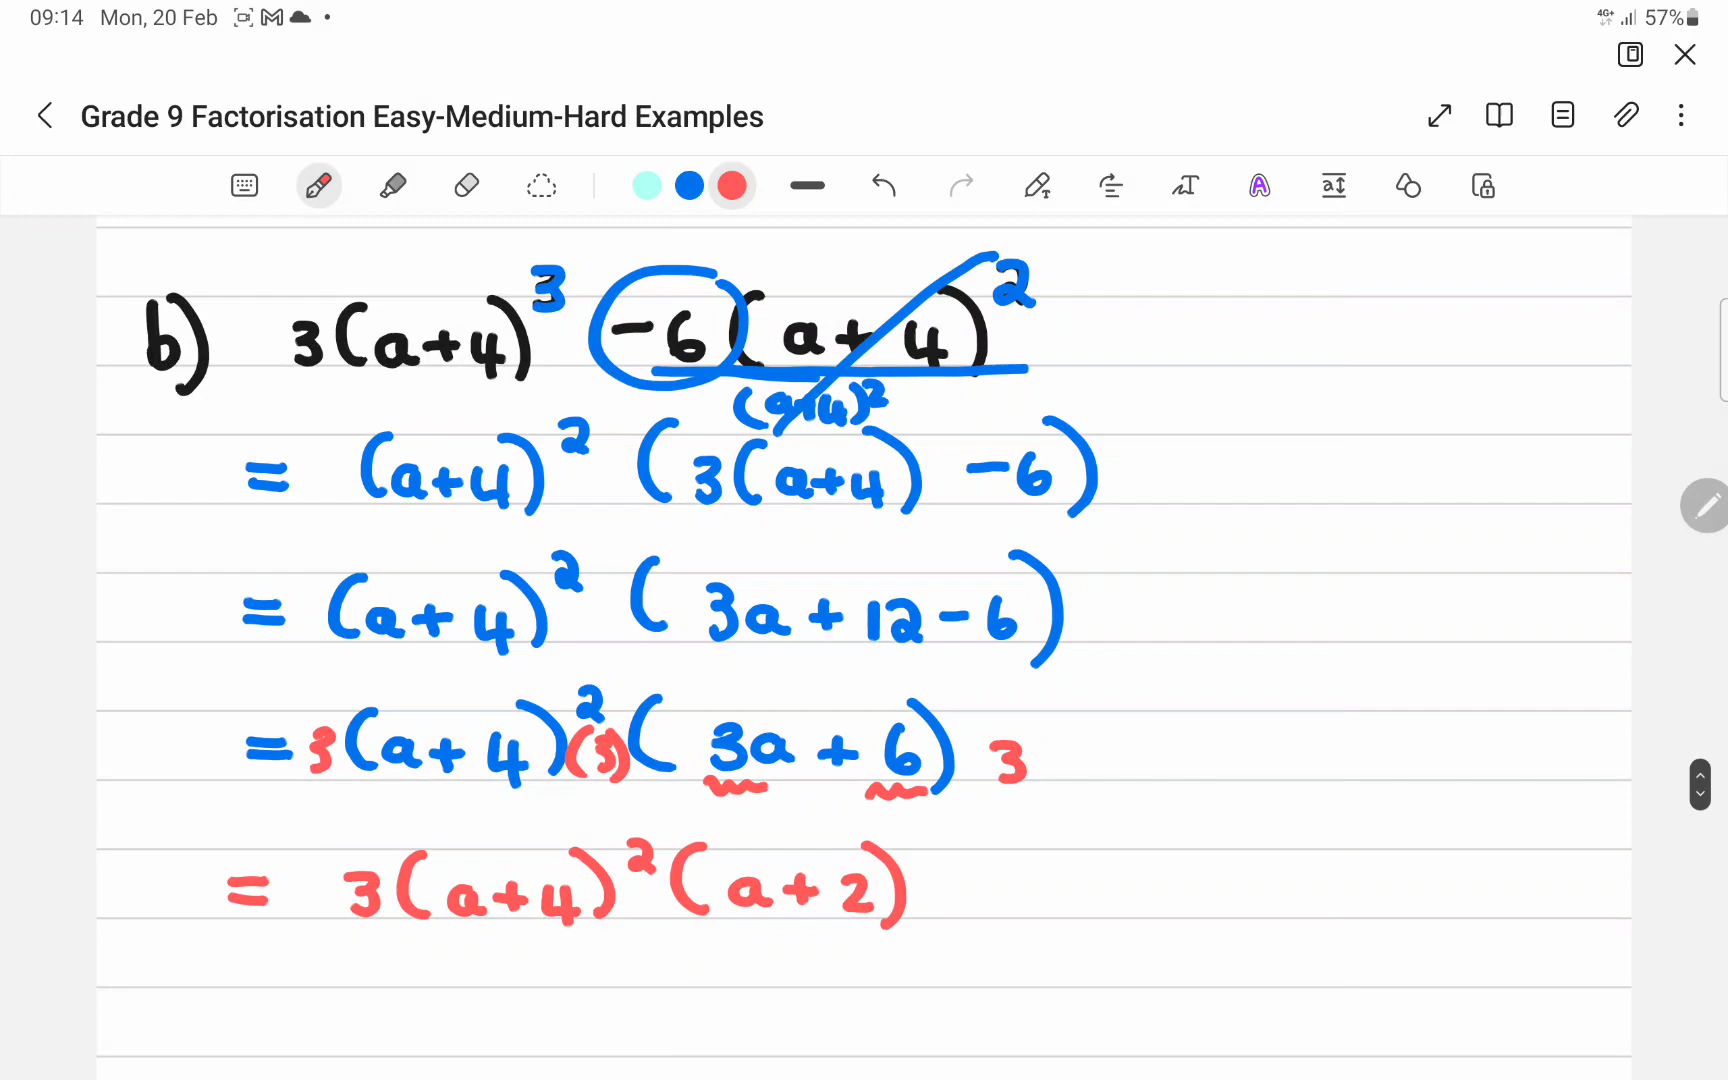 09:14 Mon, 20 Feb 4G+ 57%
Grade 9 Factorisation Easy-Medium-Hard Examples
b) 3(a+4)³ -6(a+4)²
(a+4)²
= (a+4)² (3(a+4) -6)
= (a+4)² (3a+12-6)
= 3(a+4)²(3)(3a+6) 3
= 3(a+4)²(a+2)